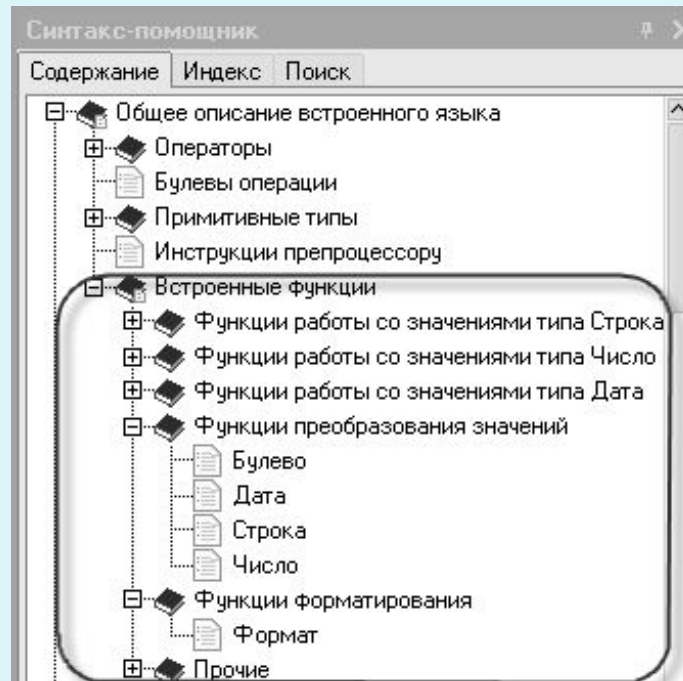 Синтакс-помощник
Содержание Индекс Поиск
Общее описание встроенного языка
Операторы
Булевы операции
Примитивные типы
Инструкции препроцессору
Встроенные функции
Функции работы со значениями типа Строка
Функции работы со значениями типа Число
Функции работы со значениями типа Дата
Функции преобразования значений
Булево
Дата
Строка
Число
Функции форматирования
Формат
Прочие